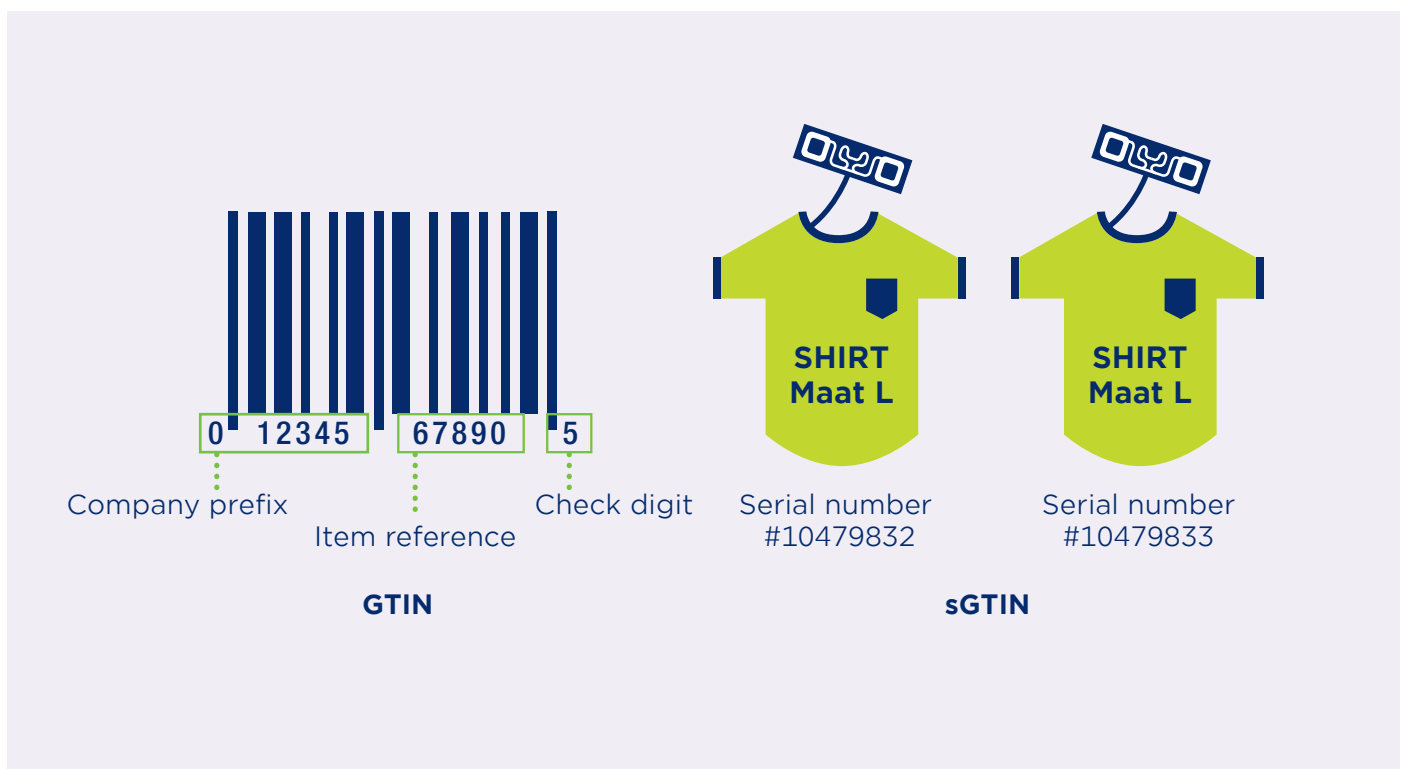 0 12345 67890 5
Company prefix
Item reference
Check digit
GTIN
SHIRT
Maat L
Serial number
#10479832
SHIRT
Maat L
Serial number
#10479833
sGTIN